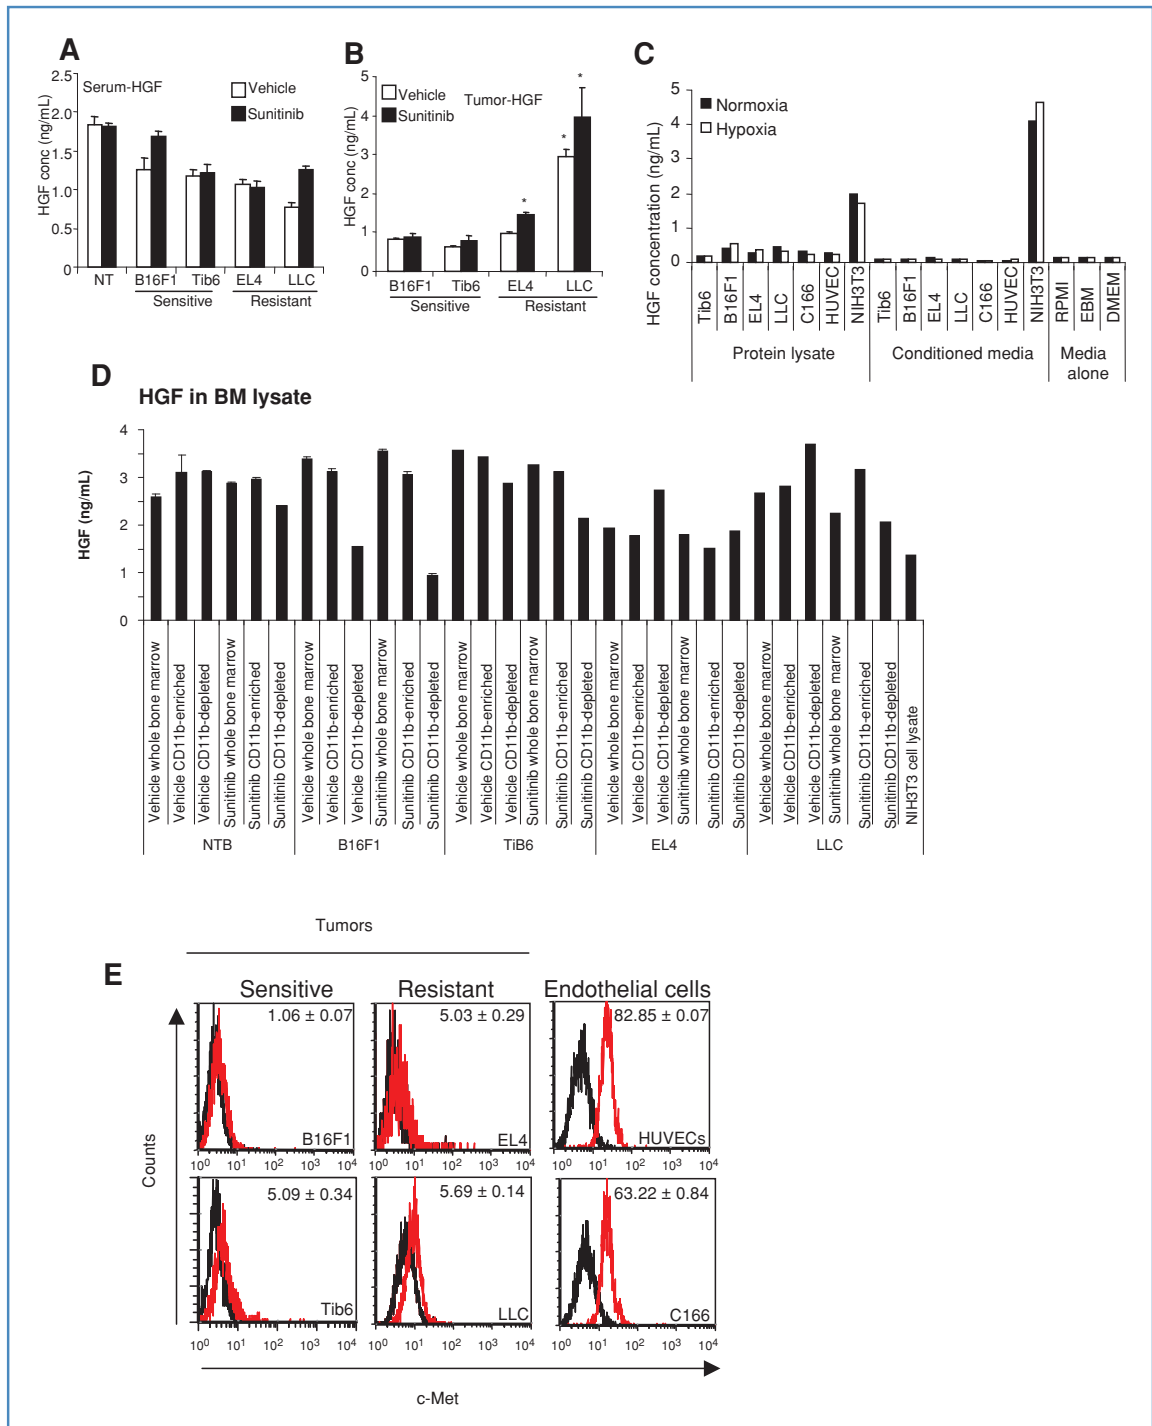 A
Serum-HGF
Vehicle
Sunitinib
HGF conc (ng/mL)
2.5
2.0
1.5
1.0
0.5
0
NT B16F1 Tib6 EL4 LLC
Sensitive Resistant
B
Vehicle
Sunitinib
Tumor-HGF
HGF conc (ng/mL)
5
4
3
2
1
0
* * *
B16F1 Tib6 EL4 LLC
Sensitive Resistant
C
Normoxia
Hypoxia
HGF concentration (ng/mL)
5
4
3
2
1
0
Tib6
B16F1
EL4
LLC
C166
HUVEC
NIH3T3
Tib6
B16F1
EL4
LLC
C166
HUVEC
NIH3T3
RPMI
EBM
DMEM
Protein lysate Conditioned media Media
alone
D
HGF in BM lysate
HGF (ng/mL)
4
3
2
1
0
Vehicle whole bone marrow
Vehicle CD11b-enriched
Vehicle CD11b-depleted
Sunitinib whole bone marrow
Sunitinib CD11b-enriched
Sunitinib CD11b-depleted
Vehicle whole bone marrow
Vehicle CD11b-enriched
Vehicle CD11b-depleted
Sunitinib whole bone marrow
Sunitinib CD11b-enriched
Sunitinib CD11b-depleted
Vehicle whole bone marrow
Vehicle CD11b-enriched
Vehicle CD11b-depleted
Sunitinib whole bone marrow
Sunitinib CD11b-enriched
Sunitinib CD11b-depleted
Vehicle whole bone marrow
Vehicle CD11b-enriched
Vehicle CD11b-depleted
Sunitinib whole bone marrow
Sunitinib CD11b-enriched
Sunitinib CD11b-depleted
Vehicle whole bone marrow
Vehicle CD11b-enriched
Vehicle CD11b-depleted
Sunitinib whole bone marrow
Sunitinib CD11b-enriched
Sunitinib CD11b-depleted
NIH3T3 cell lysate
NTB B16F1 TiB6 EL4 LLC
Tumors
E
Sensitive Resistant Endothelial cells
1.06 ± 0.07 5.03 ± 0.29 82.85 ± 0.07
B16F1 EL4 HUVECs
10⁰ 10¹ 10² 10³ 10⁴ 10⁰ 10¹ 10² 10³ 10⁴ 10⁰ 10¹ 10² 10³ 10⁴
Counts
5.09 ± 0.34 5.69 ± 0.14 63.22 ± 0.84
Tib6 LLC C166
10⁰ 10¹ 10² 10³ 10⁴ 10⁰ 10¹ 10² 10³ 10⁴ 10⁰ 10¹ 10² 10³ 10⁴
c-Met